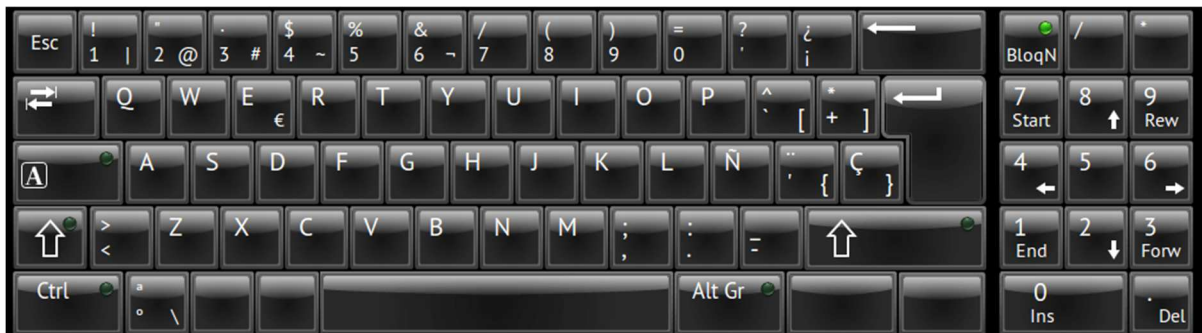 Esc ! 1 | " 2 @ · 3 # $ 4 ~ % 5 & 6 ¬ / 7 ( 8 ) 9 = 0 ? ' ¿ ¡ BloqN / *
Q W E € R T Y U I O P ^ ` [ * + ] 7 Start 8 9 Rew
A A S D F G H J K L Ñ ¨ ' { Ç } 4 5 6
> < Z X C V B N M ; , : . _ - 1 End 2 3 Forw
Ctrl ª º \ Alt Gr 0 Ins . Del